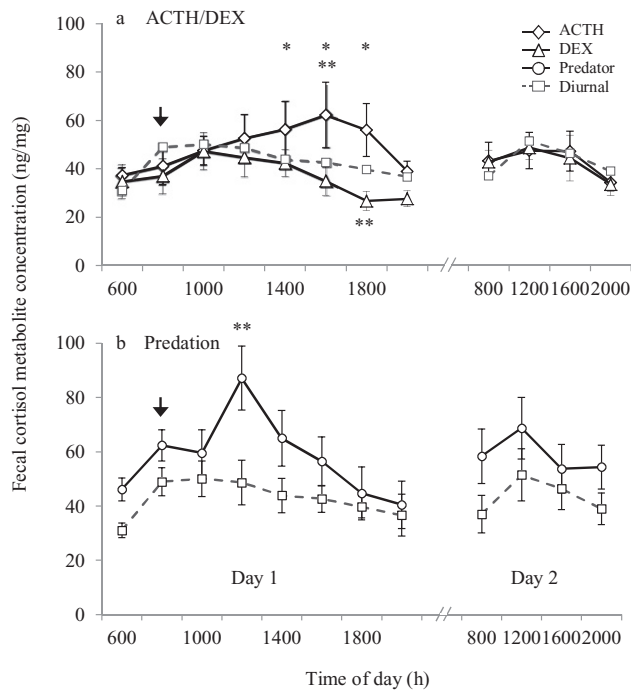 a ACTH/DEX
ACTH
DEX
Predator
Diurnal
100
80
60
40
20
0
* * *
**
**
600 1000 1400 1800 800 1200 1600 2000
b Predation
100
80
60
40
20
0
**
Day 1 Day 2
600 1000 1400 1800 800 1200 1600 2000
Time of day (h)
Fecal cortisol metabolite concentration (ng/mg)